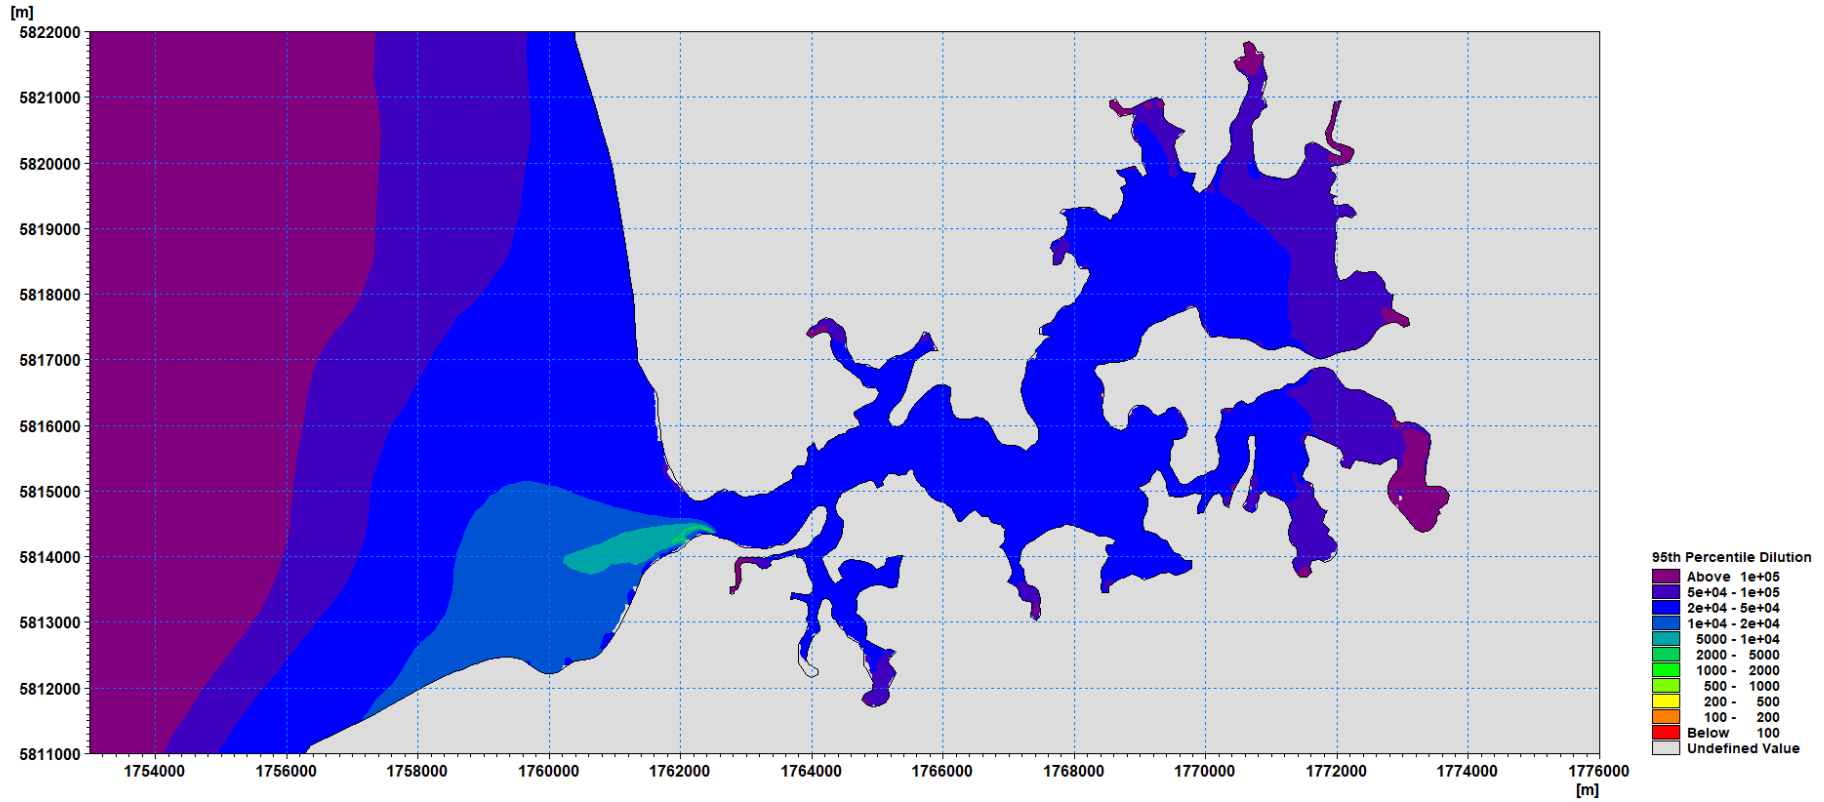 [m]
5822000
5821000
5820000
5819000
5818000
5817000
5816000
5815000
5814000
5813000
5812000
5811000
1754000 1756000 1758000 1760000 1762000 1764000 1766000 1768000 1770000 1772000 1774000 1776000
[m]
95th Percentile Dilution
Above 1e+05
5e+04 - 1e+05
2e+04 - 5e+04
1e+04 - 2e+04
5000 - 1e+04
2000 - 5000
1000 - 2000
500 - 1000
200 - 500
100 - 200
Below 100
Undefined Value